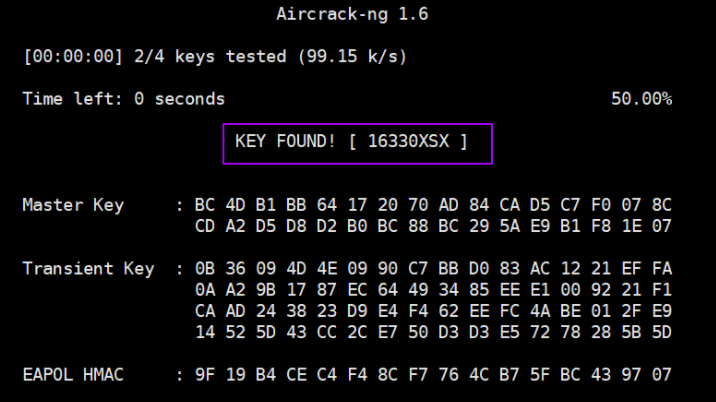 Aircrack-ng 1.6
[00:00:00] 2/4 keys tested (99.15 k/s)
Time left: 0 seconds 50.00%
KEY FOUND! [ 16330XSX ]
Master Key : BC 4D B1 BB 64 17 20 70 AD 84 CA D5 C7 F0 07 8C
CD A2 D5 D8 D2 B0 BC 88 BC 29 5A E9 B1 F8 1E 07
Transient Key : 0B 36 09 4D 4E 09 90 C7 BB D0 83 AC 12 21 EF FA
0A A2 9B 17 87 EC 64 49 34 85 EE E1 00 92 21 F1
CA AD 24 38 23 D9 E4 F4 62 EE FC 4A BE 01 2F E9
14 52 5D 43 CC 2C E7 50 D3 D3 E5 72 78 28 5B 5D
EAPOL HMAC : 9F 19 B4 CE C4 F4 8C F7 76 4C B7 5F BC 43 97 07